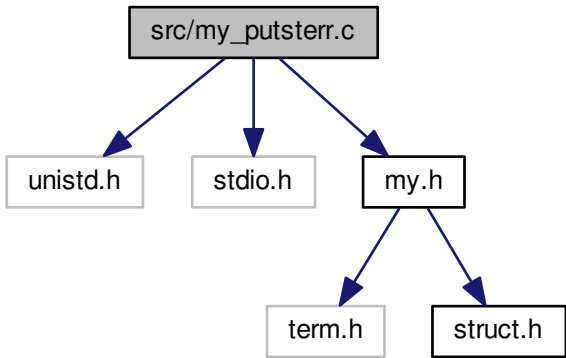 src/my_putsterr.c
unistd.h
stdio.h
my.h
term.h
struct.h